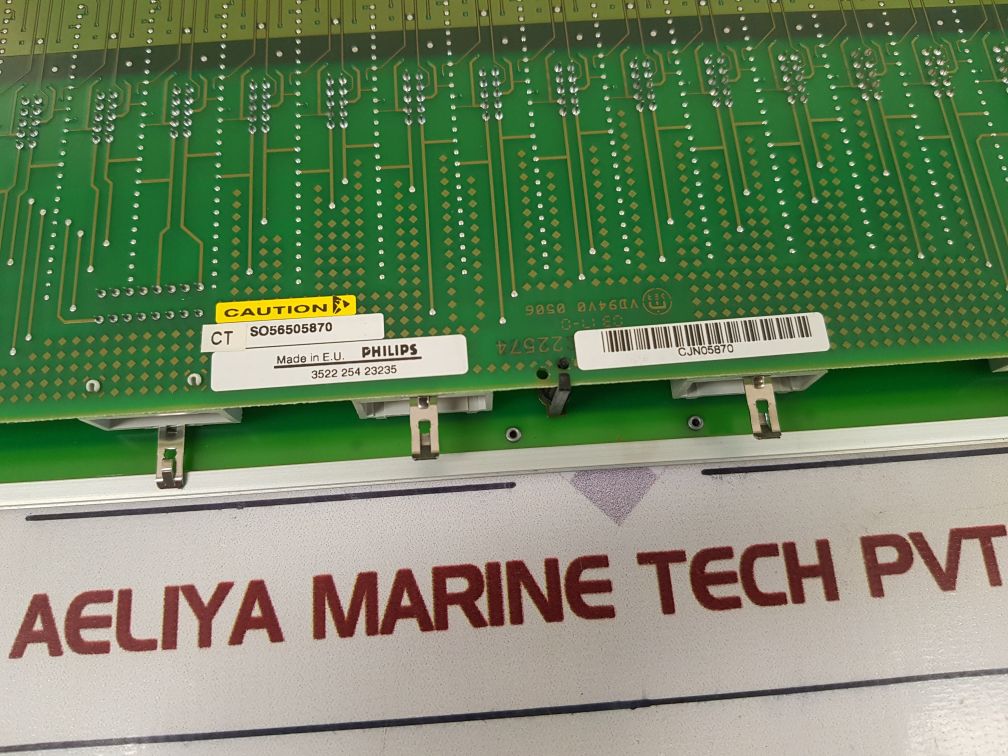 CAUTION
CT SO56505870
Made in E.U. PHILIPS
3522 254 23235
VD94V0 0506
22574
CJN05870
AELIYA MARINE TECH PVT